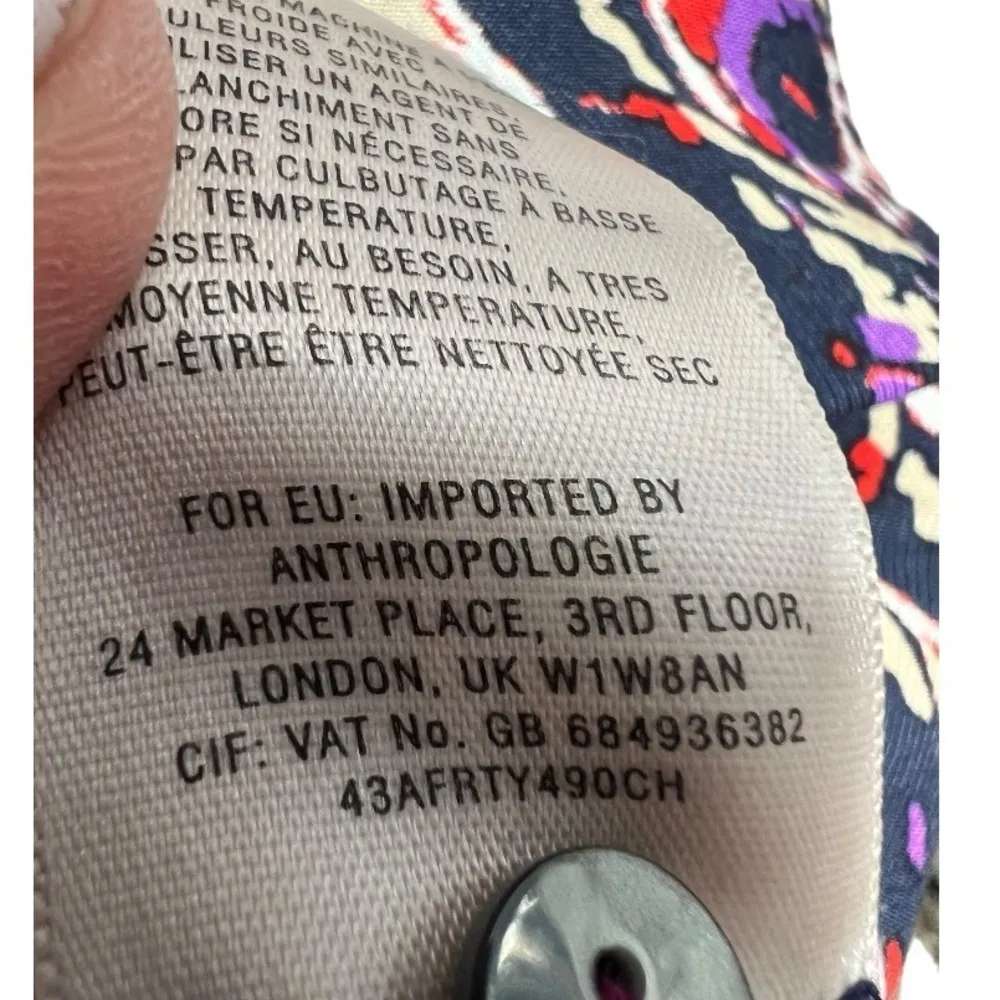 MACHINE À
FROIDE AVEC
ULEURS SIMILAIRES,
ILISER UN AGENT DE
LANCHIMENT SANS
ORE SI NÉCESSAIRE,
PAR CULBUTAGE À BASSE
TEMPERATURE,
SSER, AU BESOIN, A TRES
MOYENNE TEMPERATURE,
PEUT-ÊTRE ÊTRE NETTOYÉE SEC
FOR EU: IMPORTED BY
ANTHROPOLOGIE
24 MARKET PLACE, 3RD FLOOR,
LONDON, UK W1W8AN
CIF: VAT No. GB 684936382
43AFRTY490CH